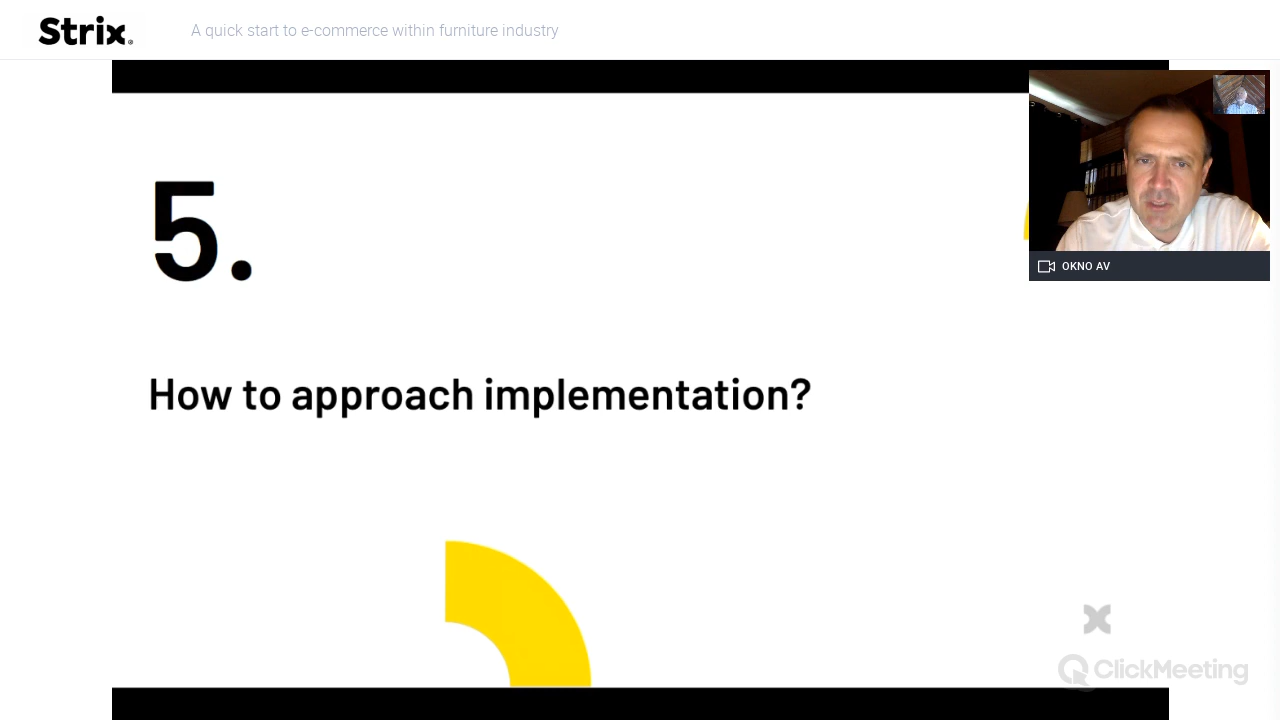 Strix®
A quick start to e-commerce within furniture industry
5.
OKNO AV
How to approach implementation?
ClickMeeting